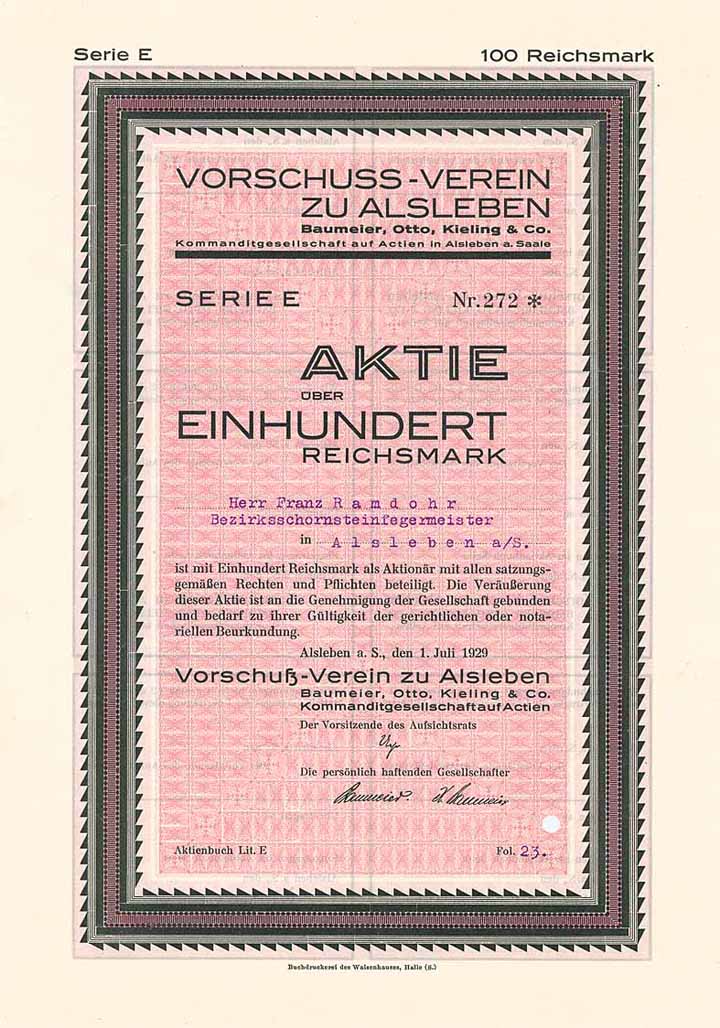 Serie E
100 Reichsmark
VORSCHUSS-VEREIN
ZU ALSLEBEN
Baumeier, Otto, Kieling & Co.
Kommanditgesellschaft auf Actien in Alsleben a. Saale
SERIE E
Nr. 272 *
AKTIE
ÜBER
EINHUNDERT
REICHSMARK
Herr Franz Ramdohr
Bezirksschornsteinfegermeister
in Alsleben a/S.
ist mit Einhundert Reichsmark als Aktionär mit allen satzungs-
gemäßen Rechten und Pflichten beteiligt. Die Veräußerung
dieser Aktie ist an die Genehmigung der Gesellschaft gebunden
und bedarf zu ihrer Gültigkeit der gerichtlichen oder nota-
riellen Beurkundung.
Alsleben a. S., den 1. Juli 1929
Vorschuß-Verein zu Alsleben
Baumeier, Otto, Kieling & Co.
Kommanditgesellschaft auf Actien
Der Vorsitzende des Aufsichtsrats
Die persönlich haftenden Gesellschafter
Baumeier.
Aktienbuch Lit. E
Fol. 23.
Buchdruckerei des Waisenhauses, Halle (S.)